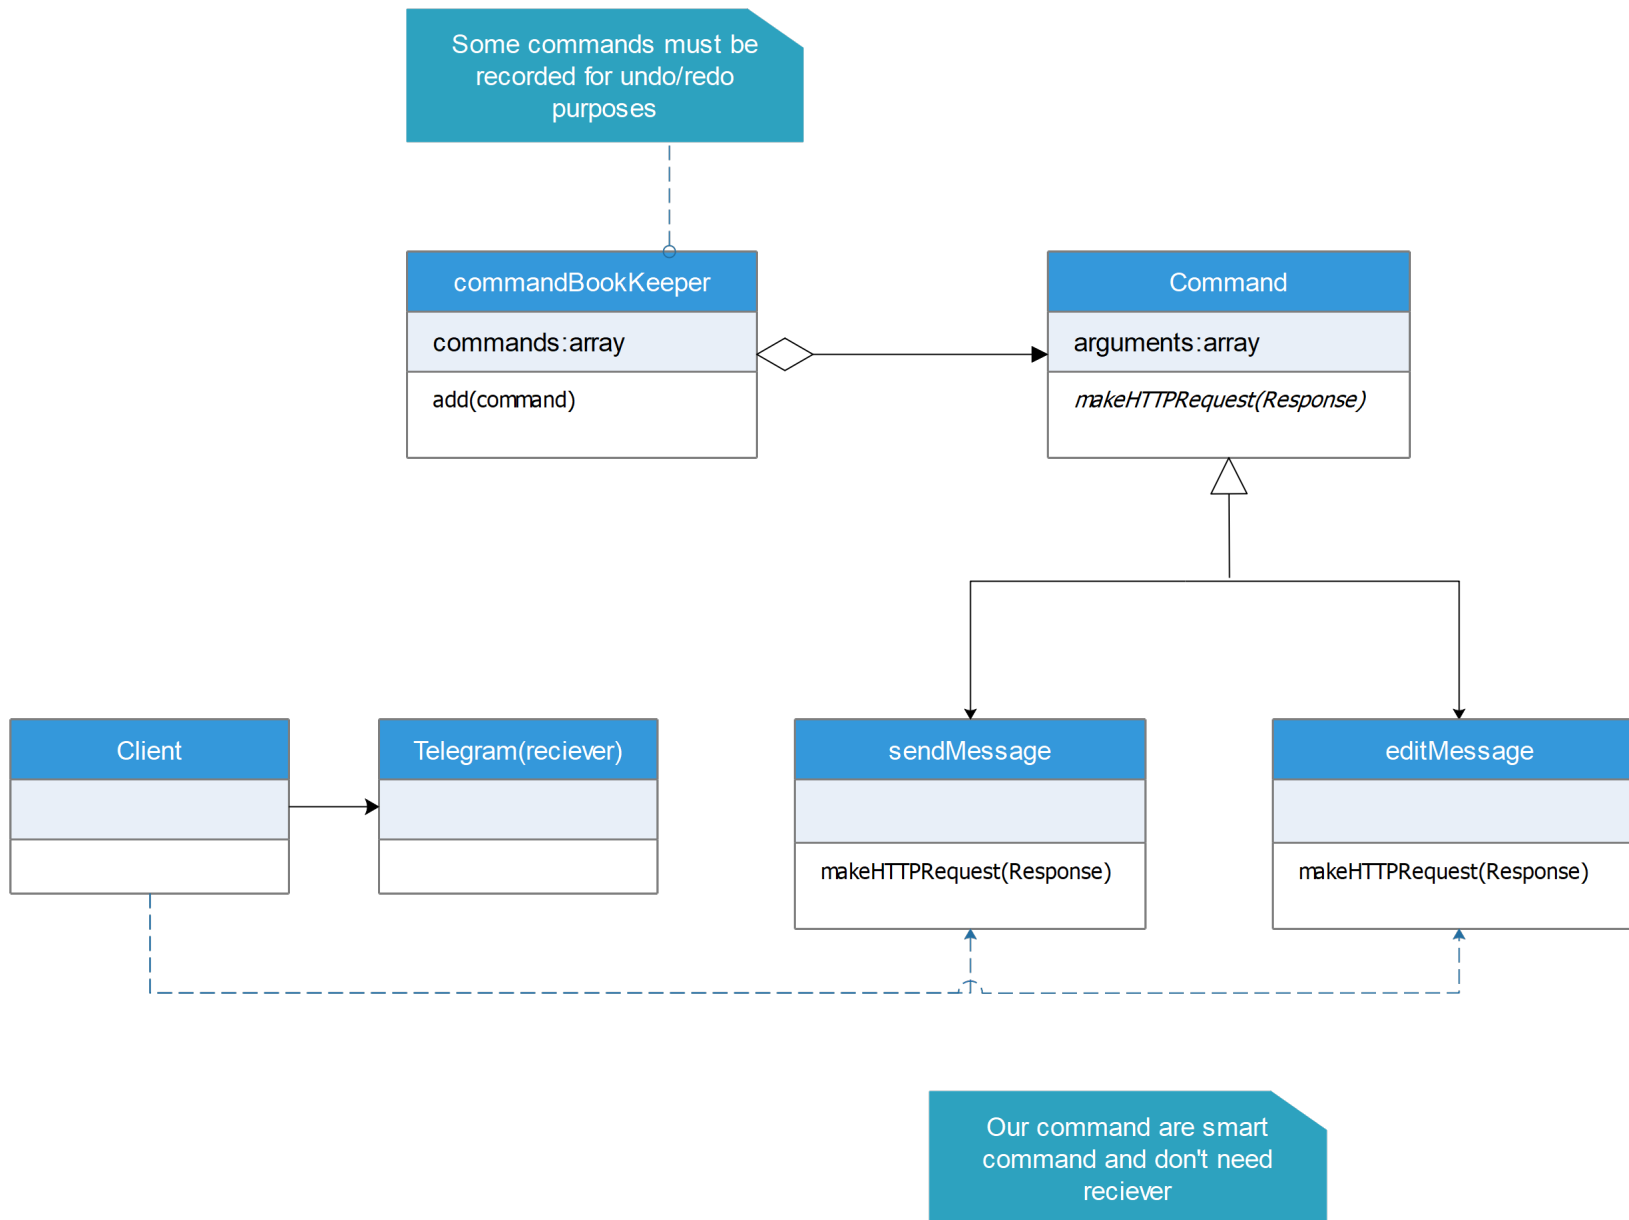 Some commands must be
recorded for undo/redo
purposes
commandBookKeeper
commands:array
add(command)
Command
arguments:array
makeHTTPRequest(Response)
Client
Telegram(reciever)
sendMessage
makeHTTPRequest(Response)
editMessage
makeHTTPRequest(Response)
Our command are smart
command and don't need
reciever